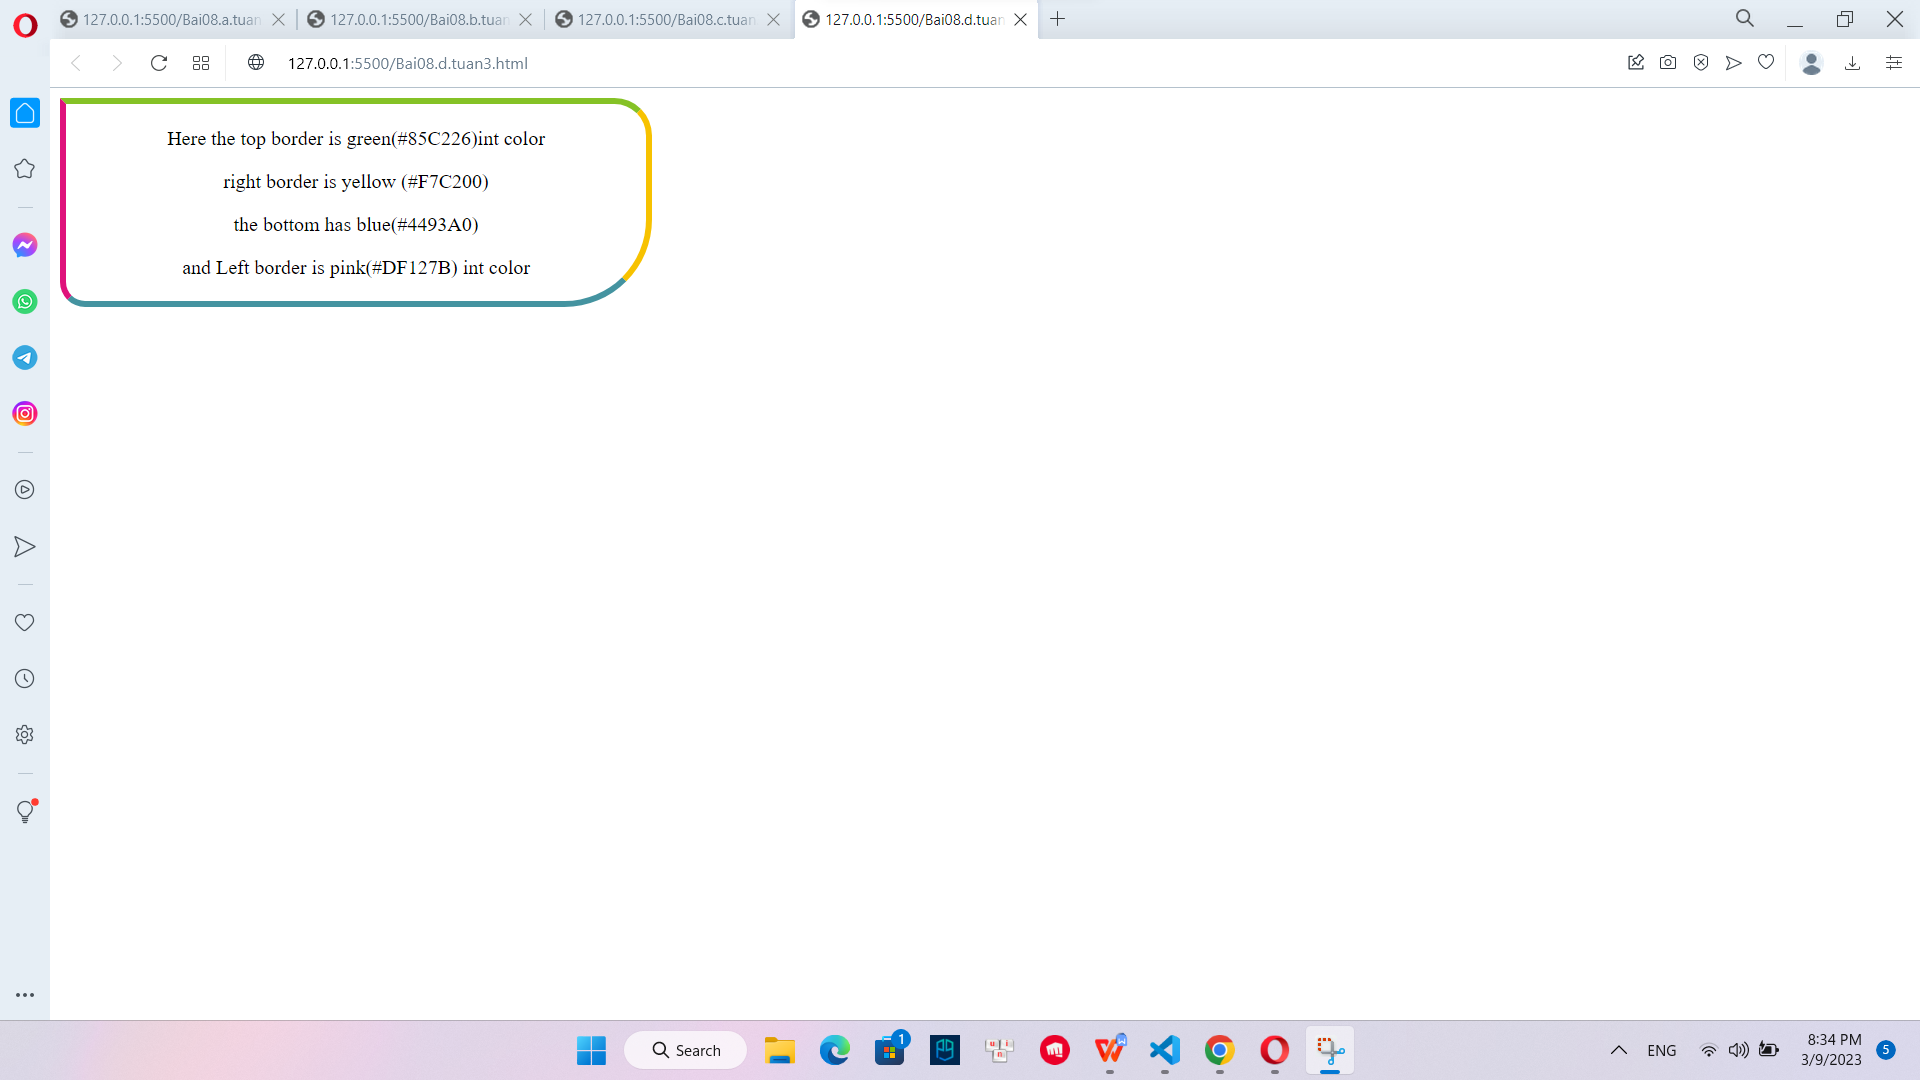 127.0.0.1:5500/Bai08.a.tuan
127.0.0.1:5500/Bai08.b.tuan
127.0.0.1:5500/Bai08.c.tuan
127.0.0.1:5500/Bai08.d.tuan
127.0.0.1:5500/Bai08.d.tuan3.html
Here the top border is green(#85C226)int color
right border is yellow (#F7C200)
the bottom has blue(#4493A0)
and Left border is pink(#DF127B) int color
Search
1
ENG
8:34 PM
3/9/2023
5